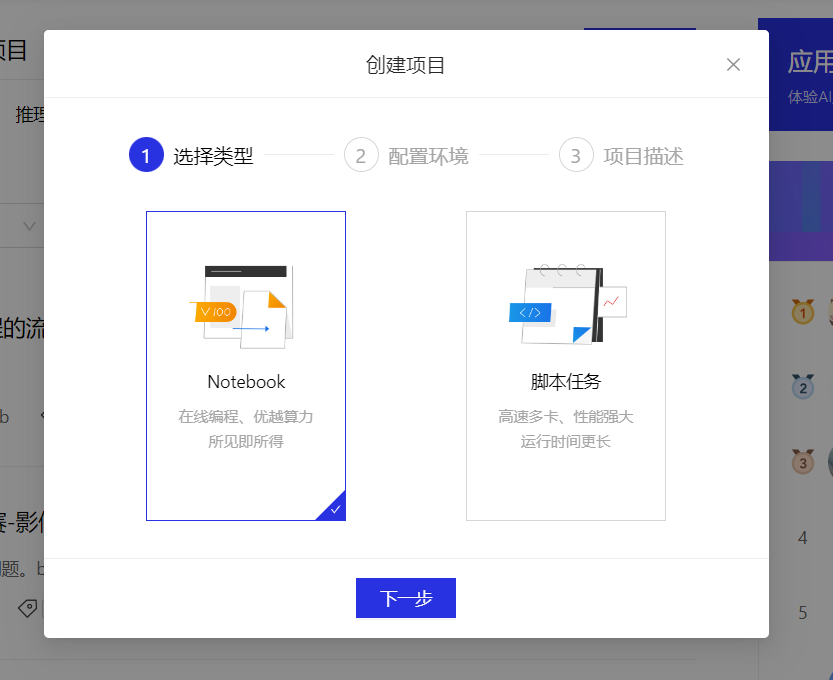 项目
创建项目
应用
体验AI
推理
1 选择类型
2 配置环境
3 项目描述
V100
</>
Notebook
脚本任务
在线编程、优越算力
所见即所得
高速多卡、性能强大
运行时间更长
程的流
b
赛-影像
问题。b
下一步
1
2
3
4
5